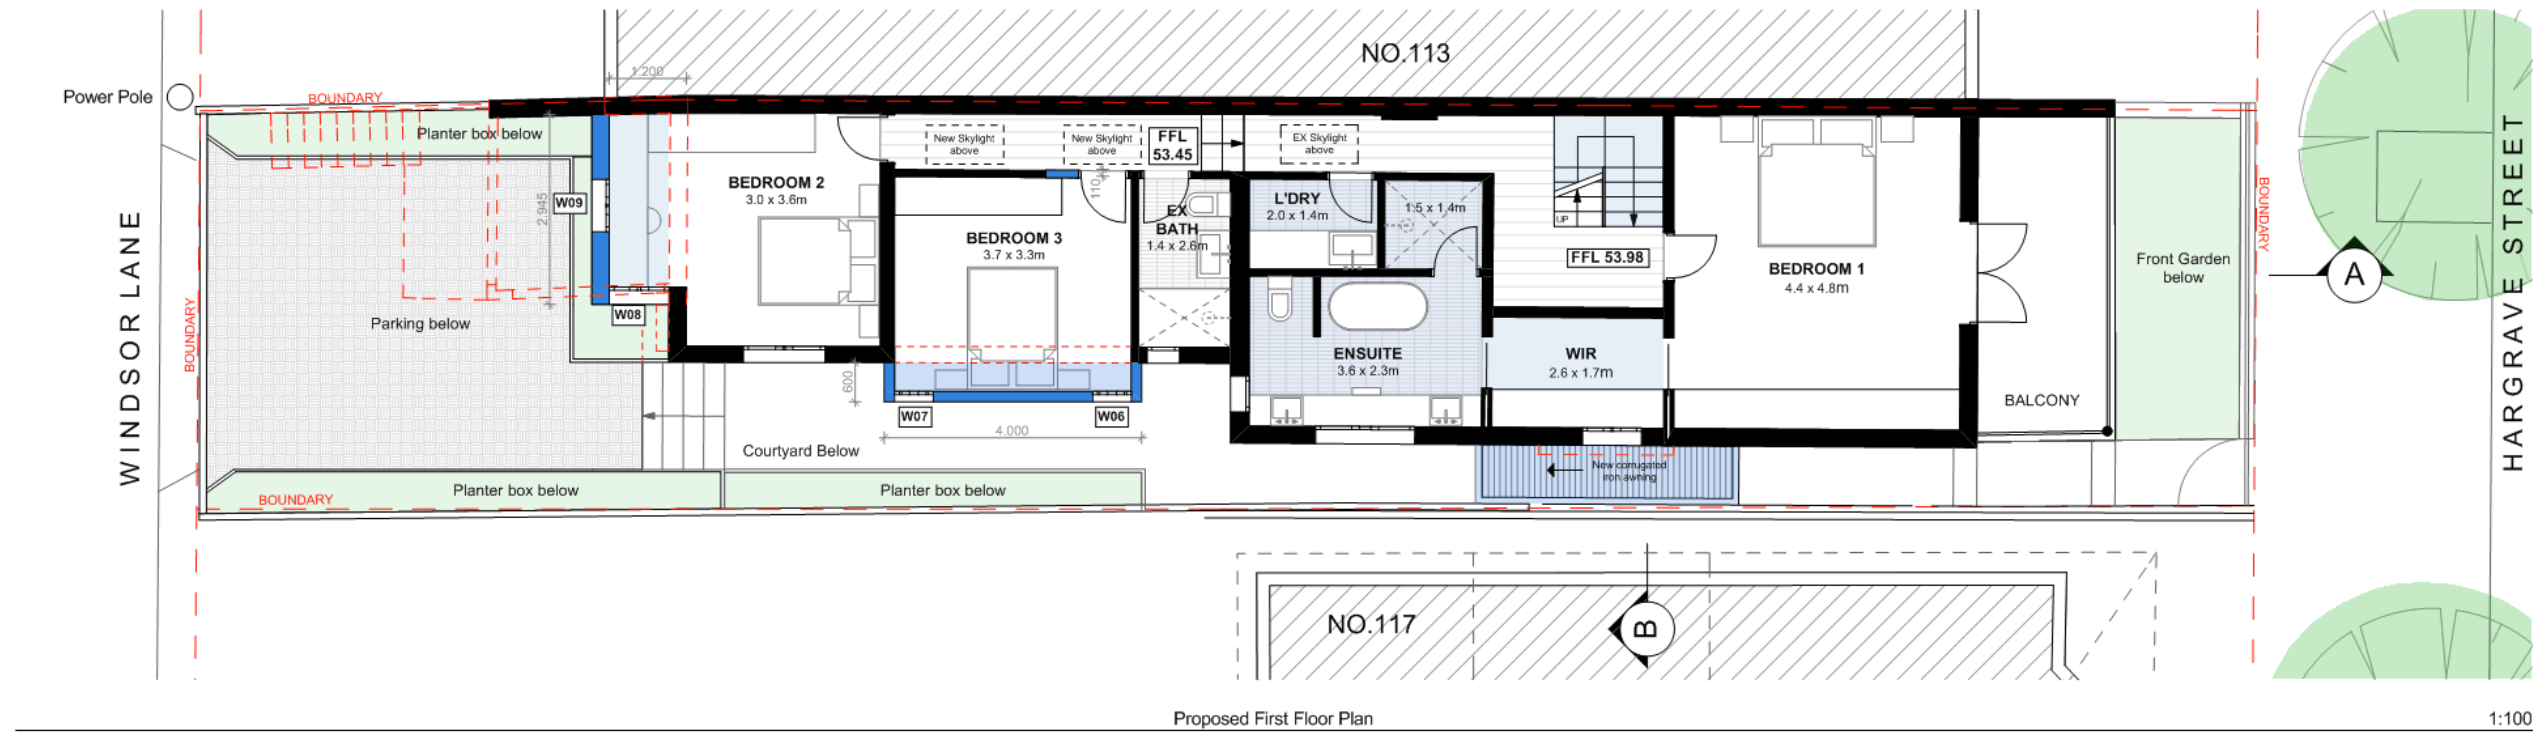 NO.113
1.200
Power Pole
BOUNDARY
Planter box below
New Skylight
above
New Skylight
above
FFL
53.45
EX Skylight
above
BEDROOM 2
3.0 x 3.6m
W09
2.945
110
BEDROOM 3
3.7 x 3.3m
EX
BATH
1.4 x 2.6m
L'DRY
2.0 x 1.4m
1.5 x 1.4m
UP
FFL 53.98
BEDROOM 1
4.4 x 4.8m
Front Garden
below
BOUNDARY
HARGRAVE STREET
A
WINDSOR LANE
BOUNDARY
Parking below
W08
600
ENSUITE
3.6 x 2.3m
WIR
2.6 x 1.7m
BALCONY
W07
W06
4.000
Courtyard Below
New corrugated
iron awning
BOUNDARY
Planter box below
Planter box below
NO.117
B
Proposed First Floor Plan
1:100